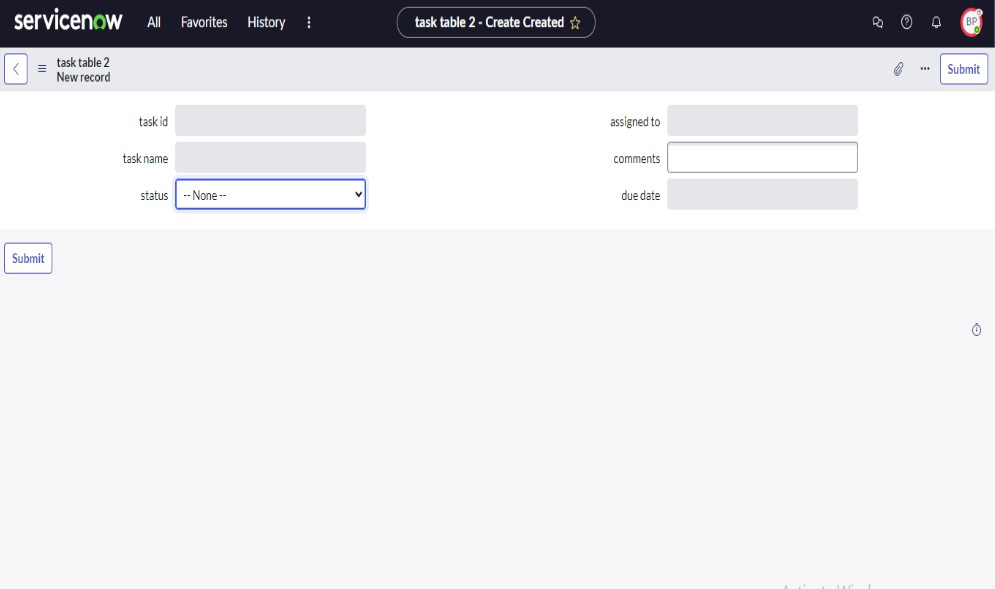 servicenow All Favorites History task table 2 - Create Created BP
task table 2
New record
Submit
task id
assigned to
task name
comments
status -- None --
due date
Submit